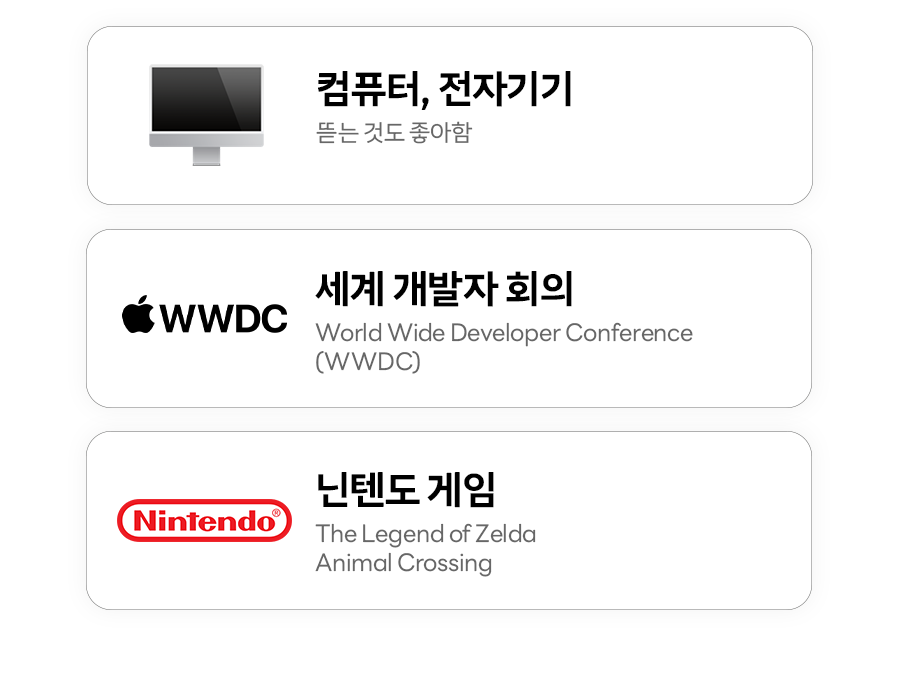 컴퓨터, 전자기기
뜯는 것도 좋아함
WWDC
세계 개발자 회의
World Wide Developer Conference
(WWDC)
Nintendo®
닌텐도 게임
The Legend of Zelda
Animal Crossing